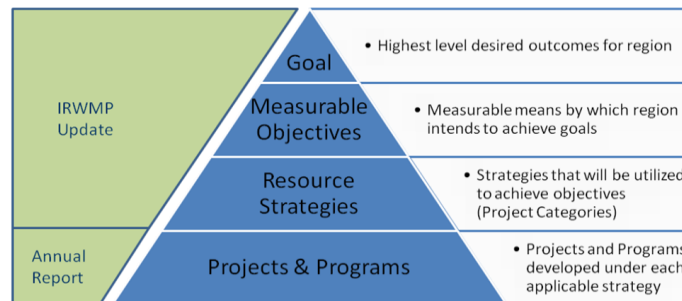 Goal
• Highest level desired outcomes for region
IRWMP
Update
Measurable
Objectives
• Measurable means by which region
intends to achieve goals
Resource
Strategies
• Strategies that will be utilized
to achieve objectives
(Project Categories)
Annual
Report
Projects & Programs
• Projects and Programs
developed under each
applicable strategy